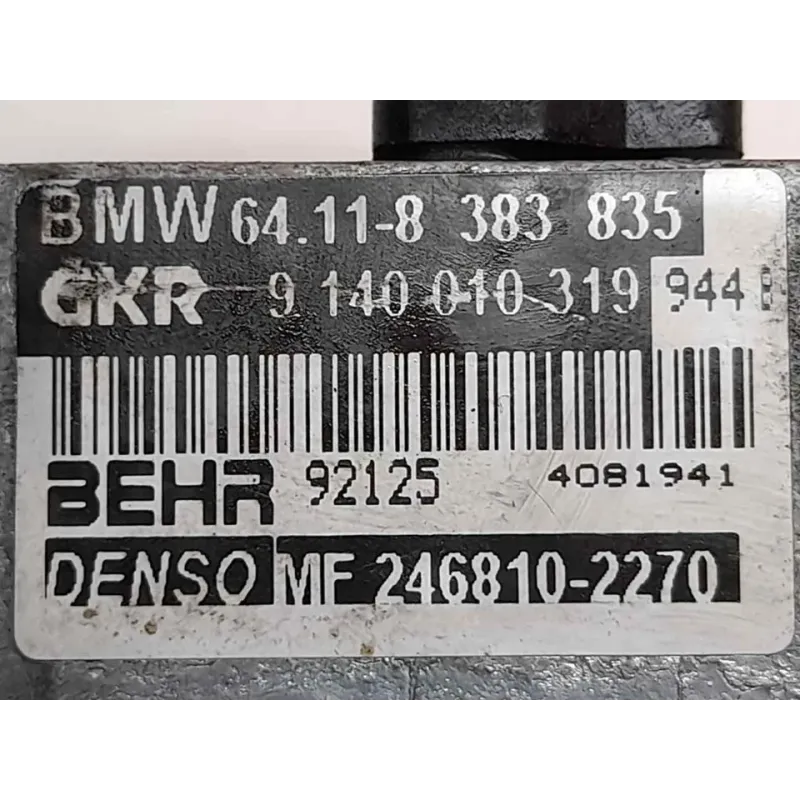 BMW 64.11-8 383 835
GKR 9 140 010 319 944
BEHR 92125 4081941
DENSO MF 246810-2270